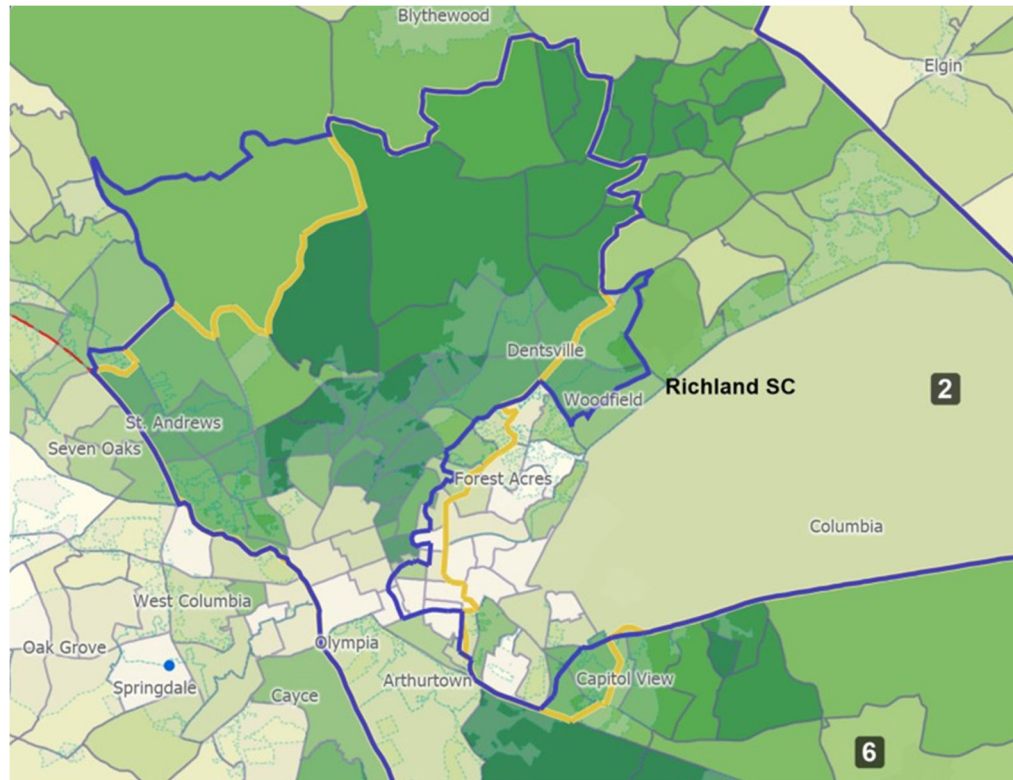 Blythewood
Elgin
Dentsville
Richland SC
2
Woodfield
St. Andrews
Seven Oaks
Forest Acres
Columbia
West Columbia
Oak Grove
Olympia
Springdale
Arthurtown
Capitol View
Cayce
6